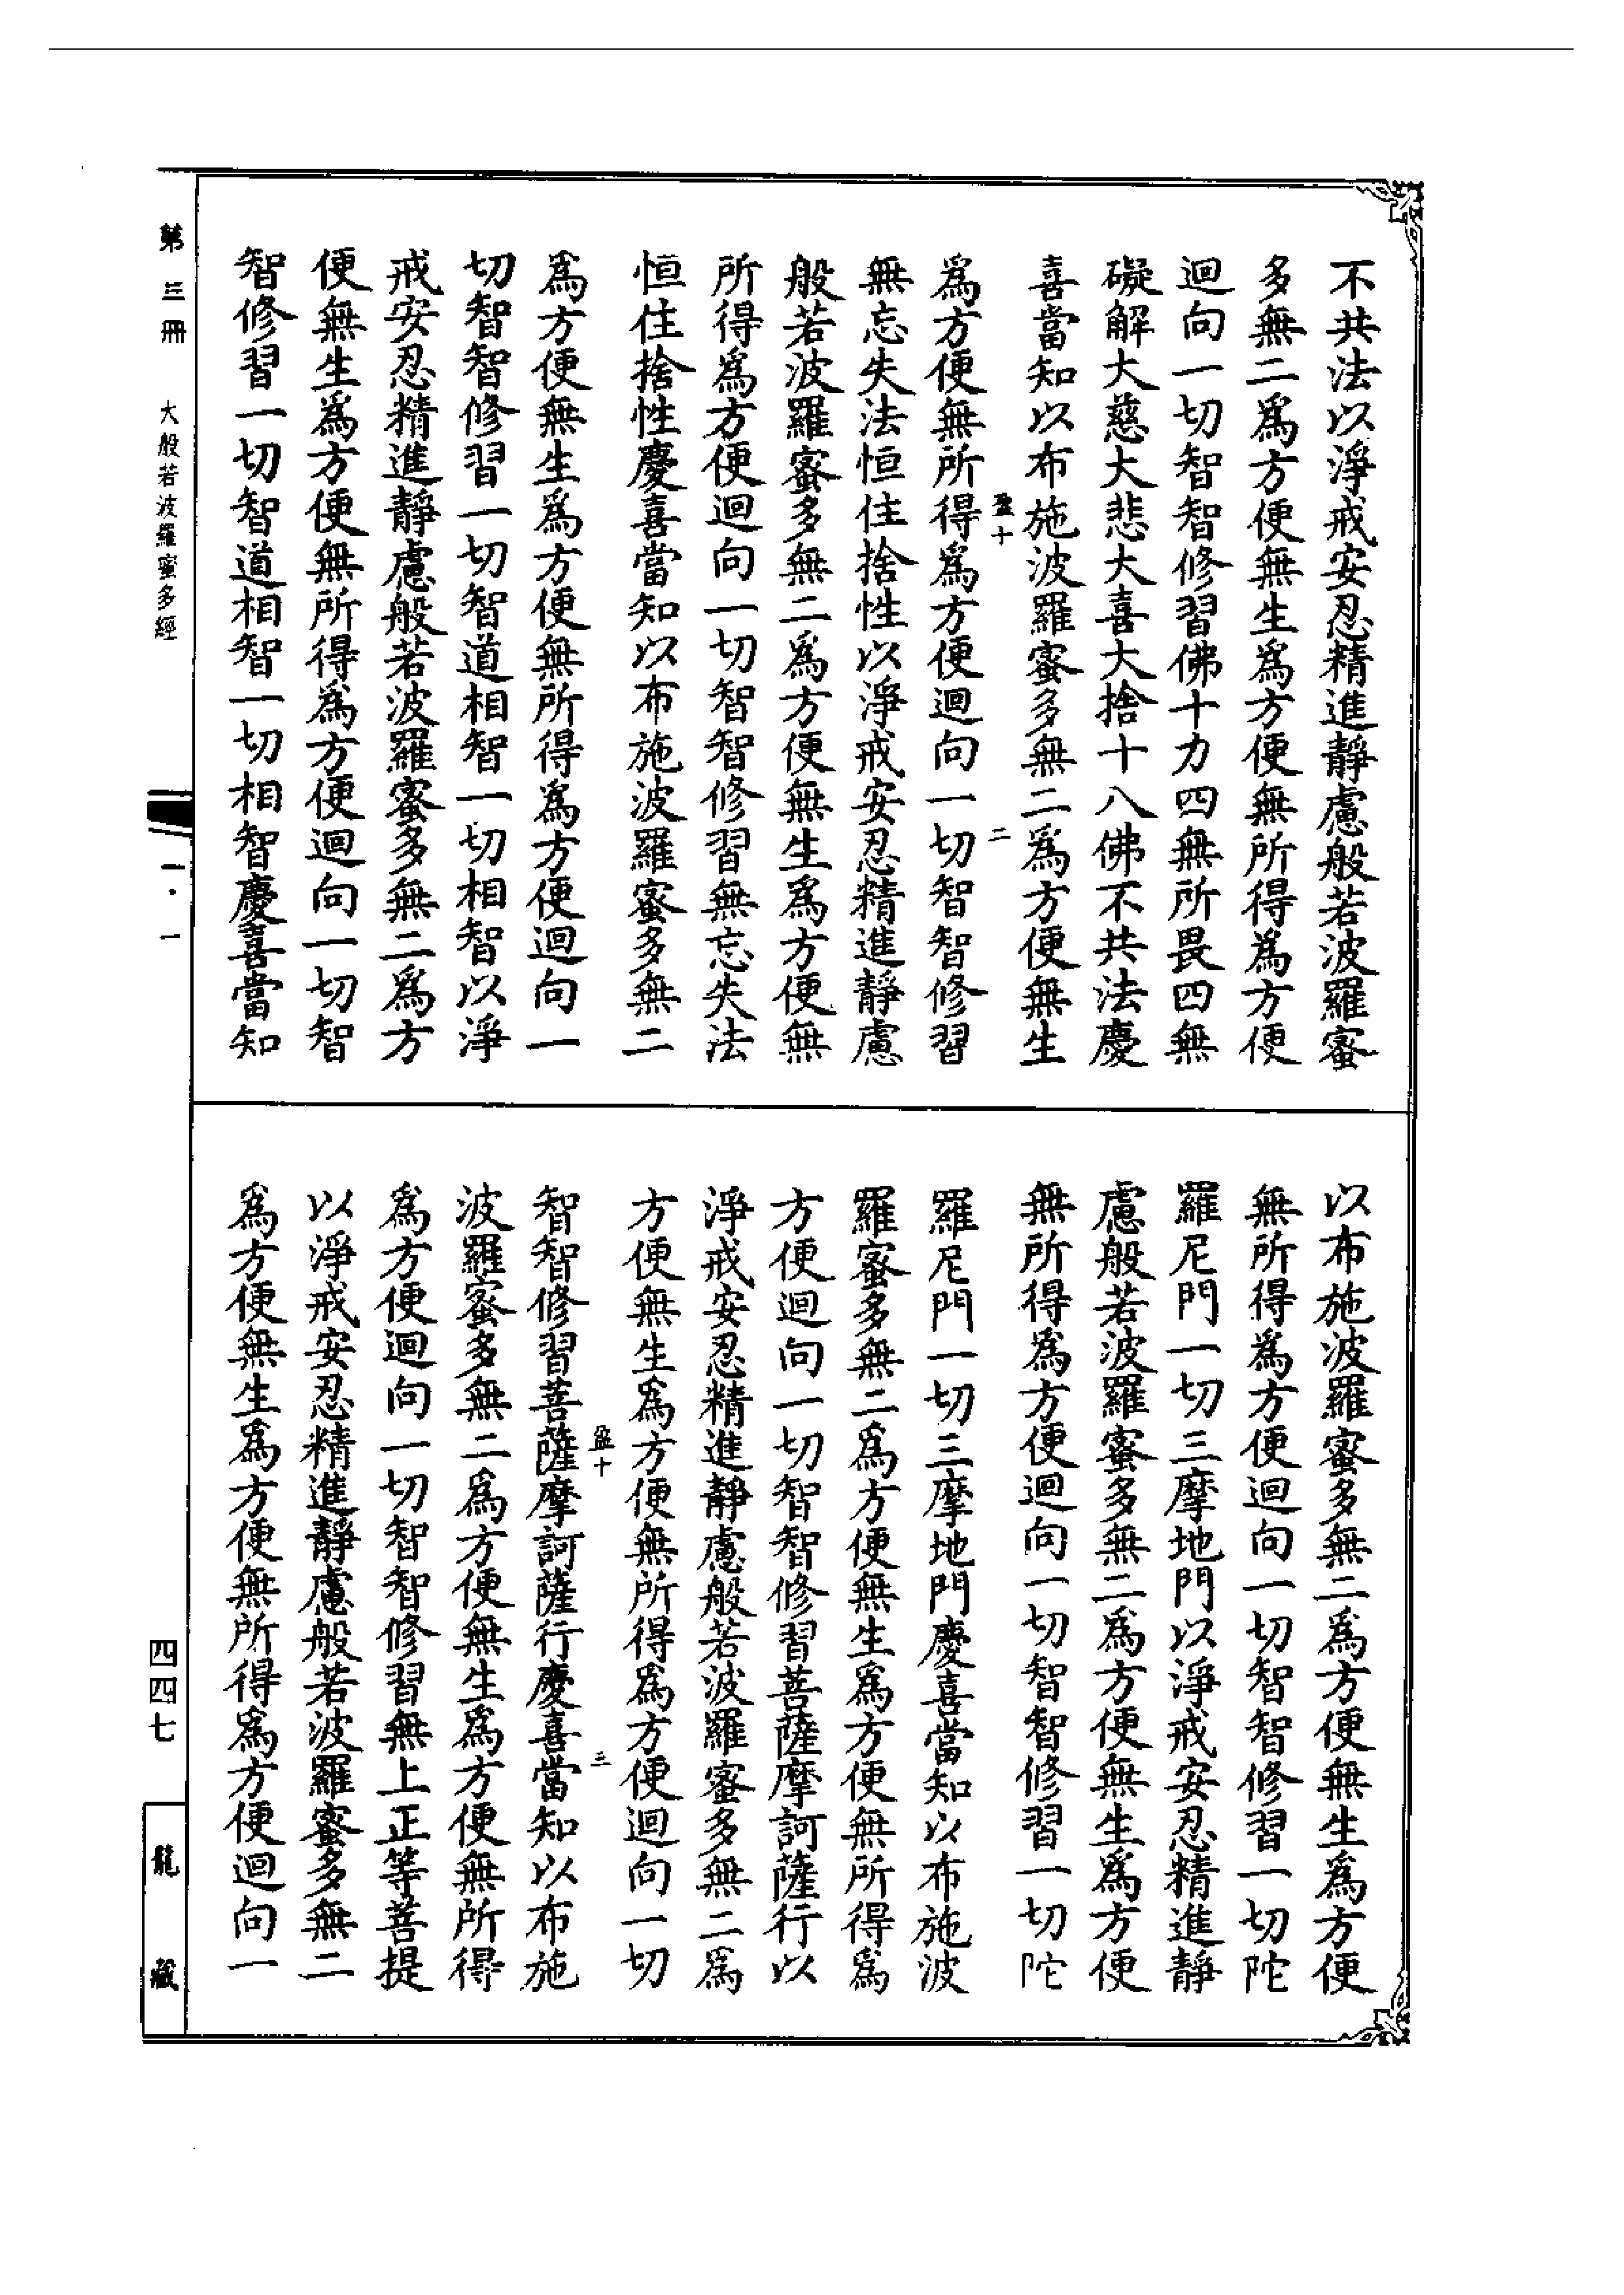 不共法以淨戒安忍精進靜慮般若波羅蜜
多無二爲方便無生爲方便無所得爲方便
迴向一切智智修習佛十力四無所畏四無
礙解大慈大悲大喜大捨十八佛不共法慶
喜當知以布施波羅蜜多無二爲方便無生
盈十
二
爲方便無所得爲方便迴向一切智智修習
無忘失法恒住捨性以淨戒安忍精進靜慮
般若波羅蜜多無二爲方便無生爲方便無
所得爲方便迴向一切智智修習無忘失法
恒住捨性慶喜當知以布施波羅蜜多無二
爲方便無生爲方便無所得爲方便迴向一
切智智修習一切智道相智一切相智以淨
戒安忍精進靜慮般若波羅蜜多無二爲方
便無生爲方便無所得爲方便迴向一切智
智修習一切智道相智一切相智慶喜當知
以布施波羅蜜多無二爲方便無生爲方便
無所得爲方便迴向一切智智修習一切陀
羅尼門一切三摩地門以淨戒安忍精進靜
慮般若波羅蜜多無二爲方便無生爲方便
無所得爲方便迴向一切智智修習一切陀
羅尼門一切三摩地門慶喜當知以布施波
羅蜜多無二爲方便無生爲方便無所得爲
方便迴向一切智智修習菩薩摩訶薩行以
淨戒安忍精進靜慮般若波羅蜜多無二爲
方便無生爲方便無所得爲方便迴向一切
盈十
三
智智修習菩薩摩訶薩行慶喜當知以布施
波羅蜜多無二爲方便無生爲方便無所得
爲方便迴向一切智智修習無上正等菩提
以淨戒安忍精進靜慮般若波羅蜜多無二
爲方便無生爲方便無所得爲方便迴向一
第三冊 大般若波羅蜜多經
一·一
四四七
龍藏